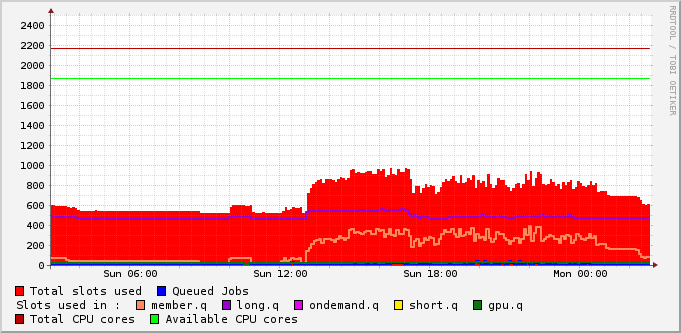 2400
2200
2000
1800
1600
1400
1200
1000
800
600
400
200
0
Sun 06:00 Sun 12:00 Sun 18:00 Mon 00:00
RRDTOOL / TOBI OETIKER
Total slots used Queued Jobs
Slots used in : member.q long.q ondemand.q short.q gpu.q
Total CPU cores Available CPU cores